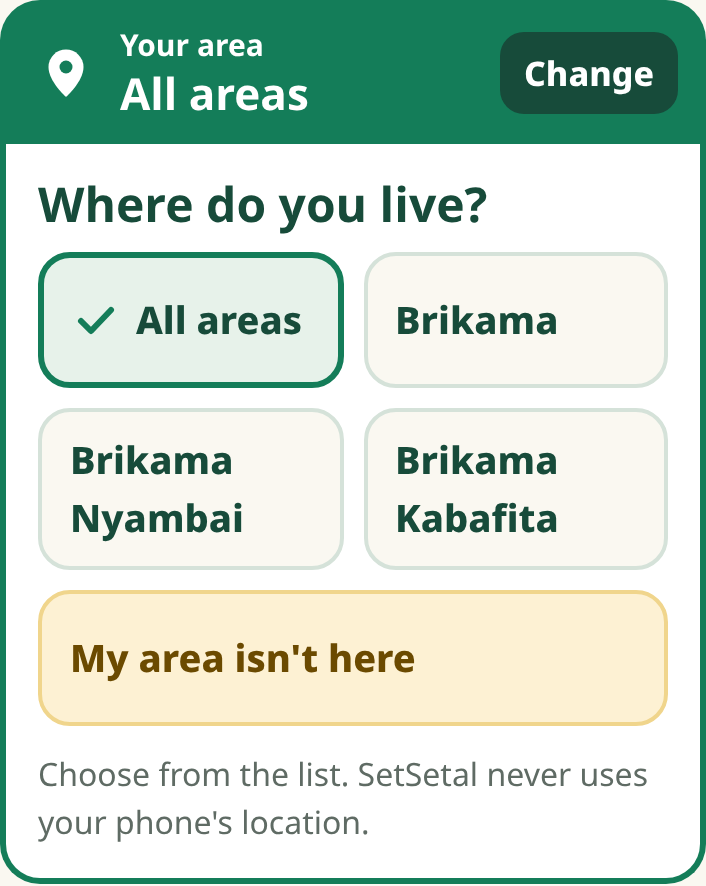 Your area
All areas
Change
Where do you live?
All areas
Brikama
Brikama
Nyambai
Brikama
Kabafita
My area isn't here
Choose from the list. SetSetal never uses
your phone's location.